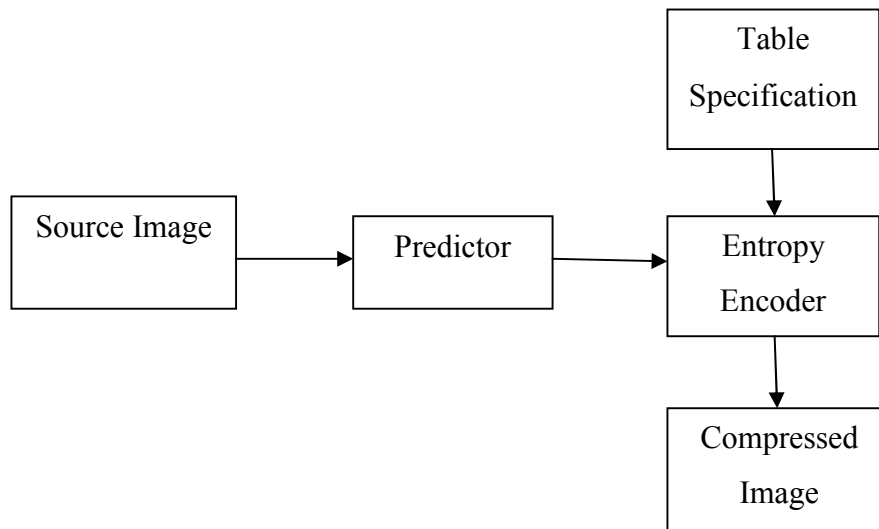 Table
Specification
Source Image
Predictor
Entropy
Encoder
Compressed
Image